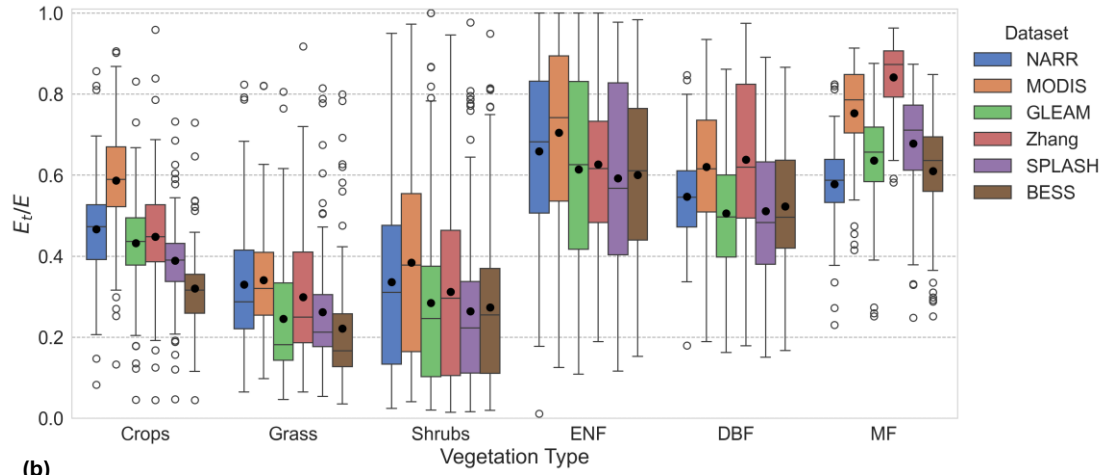 1.0
0.8
0.6
0.4
0.2
0.0
E_t/E
Crops
Grass
Shrubs
ENF
DBF
MF
Vegetation Type
Dataset
NARR
MODIS
GLEAM
Zhang
SPLASH
BESS
(b)